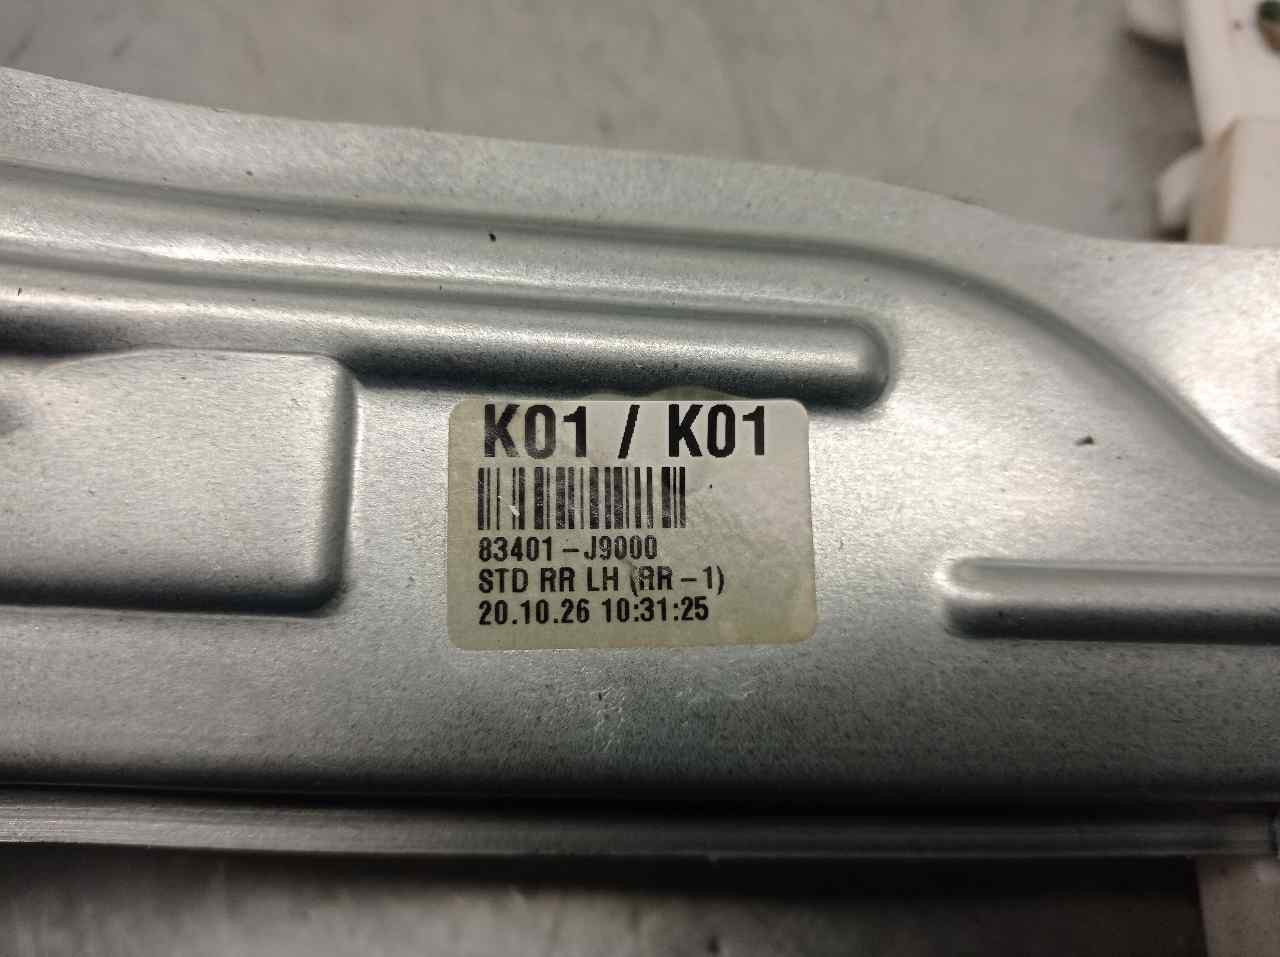 K01 / K01
83401-J9000
STD RR LH (RR-1)
20.10.26 10:31:25